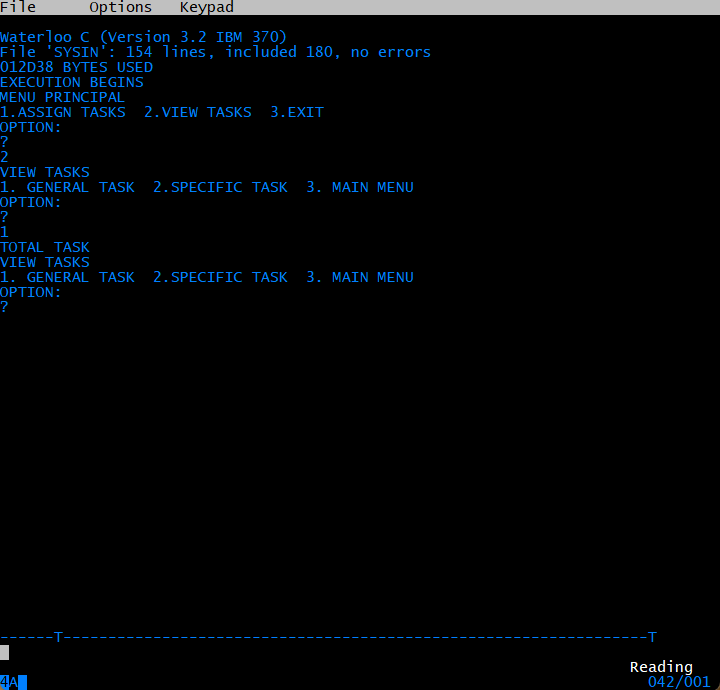 File Options Keypad
Waterloo C (Version 3.2 IBM 370)
File 'SYSIN': 154 lines, included 180, no errors
012D38 BYTES USED
EXECUTION BEGINS
MENU PRINCIPAL
1.ASSIGN TASKS 2.VIEW TASKS 3.EXIT
OPTION:
?
2
VIEW TASKS
1. GENERAL TASK 2.SPECIFIC TASK 3. MAIN MENU
OPTION:
?
1
TOTAL TASK
VIEW TASKS
1. GENERAL TASK 2.SPECIFIC TASK 3. MAIN MENU
OPTION:
?
------T-----------------------------------------------------------------T
Reading
4A 042/001